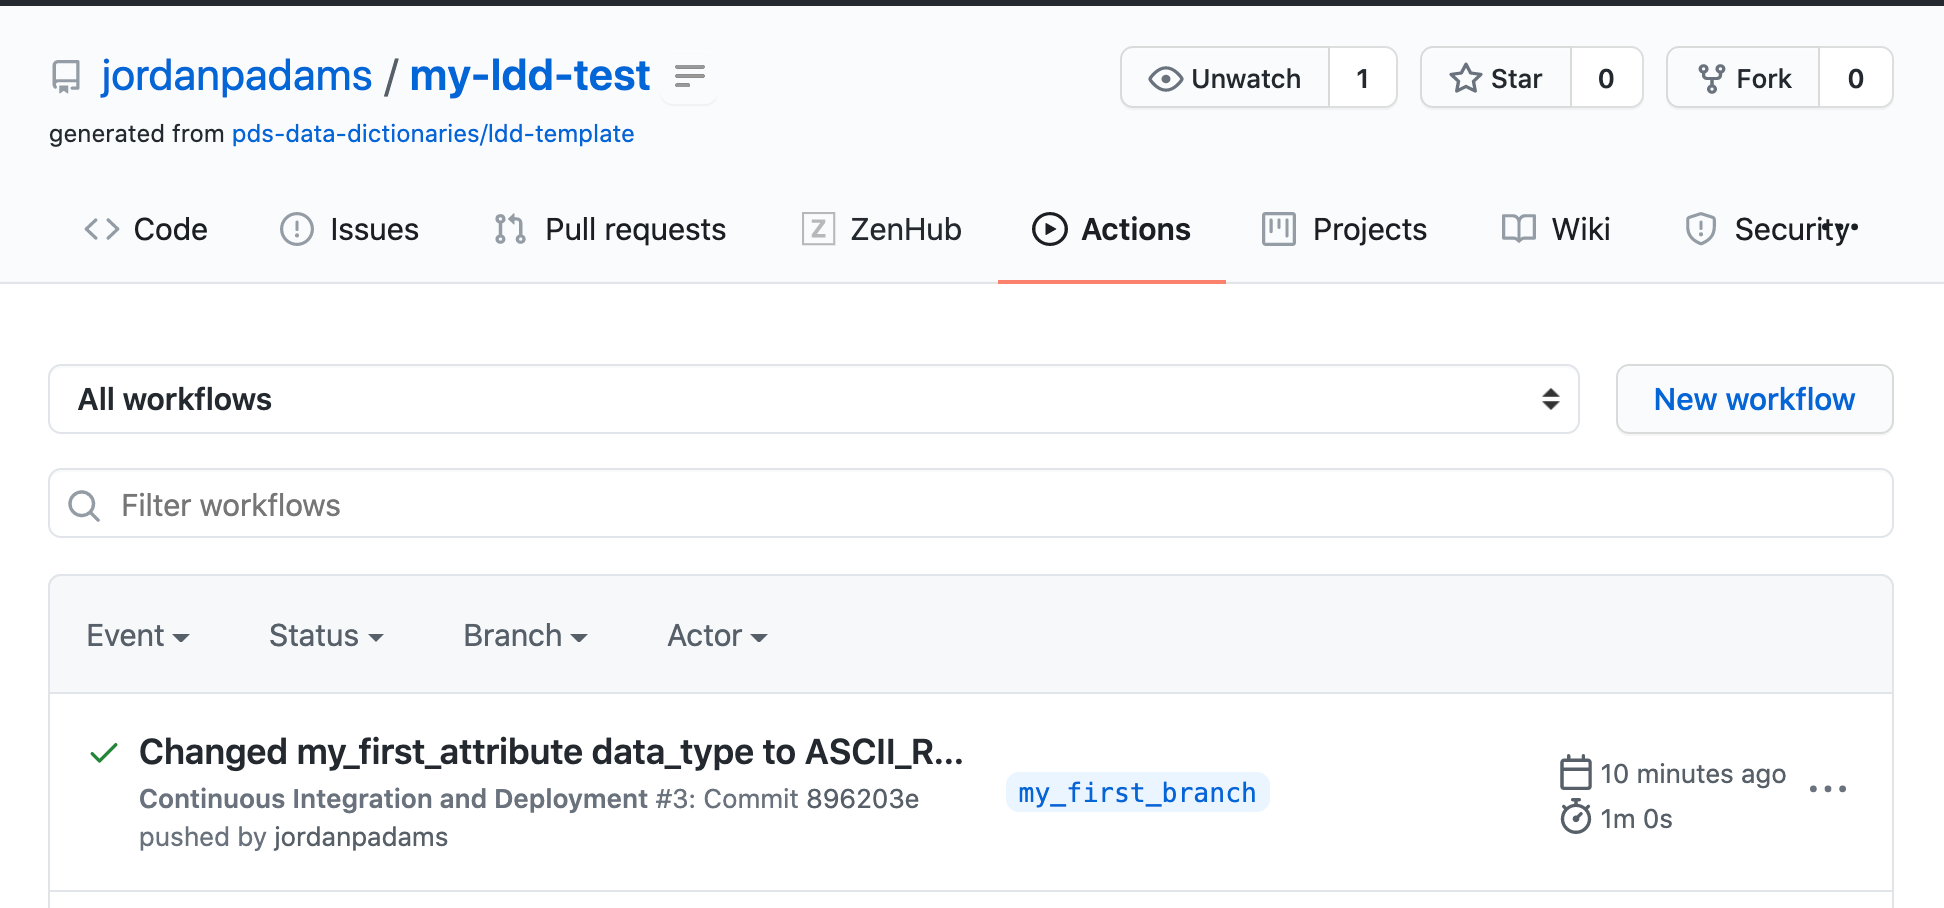 jordanpadams / my-ldd-test
Unwatch 1
Star 0
Fork 0
generated from pds-data-dictionaries/ldd-template
Code Issues Pull requests ZenHub Actions Projects Wiki Security
All workflows
New workflow
Filter workflows
Event Status Branch Actor
Changed my_first_attribute data_type to ASCII_R...
Continuous Integration and Deployment #3: Commit 896203e
pushed by jordanpadams
my_first_branch
10 minutes ago
1m 0s